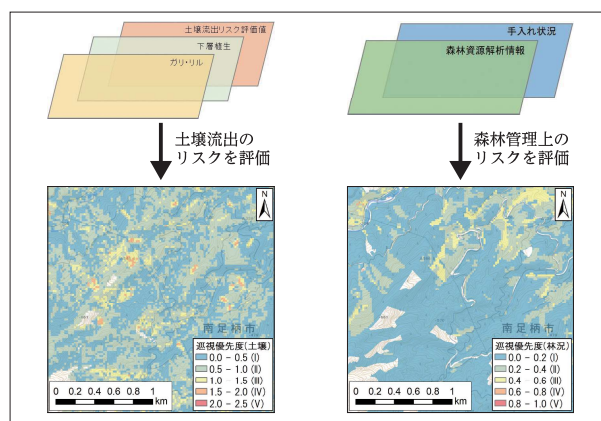 土壌流出リスク評価値
下層植生
ガリ・リル
手入れ状況
森林資源解析情報
土壌流出の
リスクを評価
森林管理上の
リスクを評価
N
南足柄市
巡視優先度(土壌)
0.0 - 0.5 (I)
0.5 - 1.0 (II)
1.0 - 1.5 (III)
1.5 - 2.0 (IV)
2.0 - 2.5 (V)
0 0.2 0.4 0.6 0.8 1
km
N
南足柄市
巡視優先度(林況)
0.0 - 0.2 (I)
0.2 - 0.4 (II)
0.4 - 0.6 (III)
0.6 - 0.8 (IV)
0.8 - 1.0 (V)
0 0.2 0.4 0.6 0.8 1
km